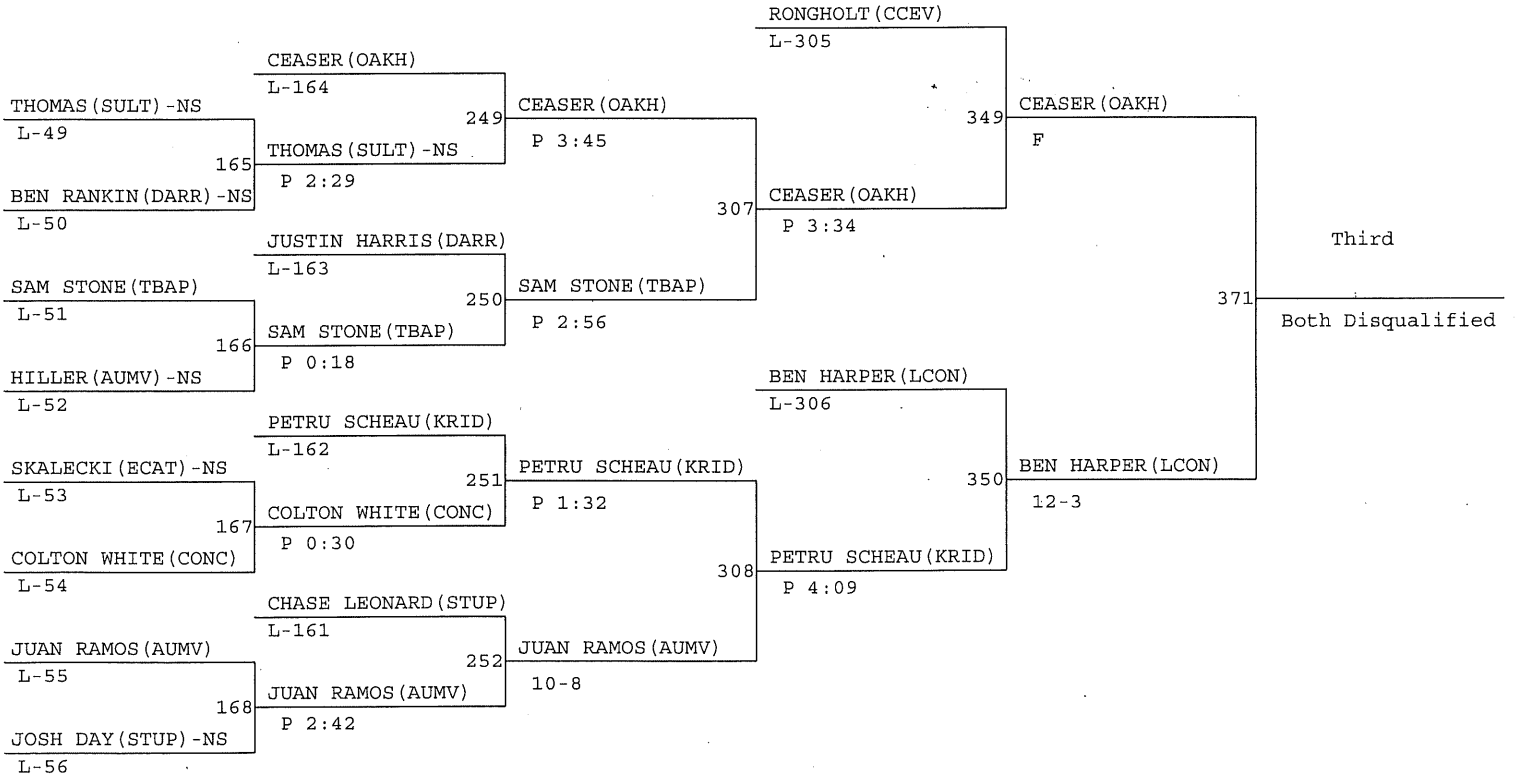 RONGHOLT(CCEV)
L-305
CEASER(OAKH)
L-164
THOMAS(SULT)-NS
L-49
249
CEASER(OAKH)
P 3:45
349
CEASER(OAKH)
F
165
THOMAS(SULT)-NS
P 2:29
BEN RANKIN(DARR)-NS
L-50
307
CEASER(OAKH)
P 3:34
JUSTIN HARRIS(DARR)
L-163
Third
SAM STONE(TBAP)
L-51
250
SAM STONE(TBAP)
P 2:56
371
Both Disqualified
166
SAM STONE(TBAP)
P 0:18
HILLER(AUMV)-NS
L-52
BEN HARPER(LCON)
L-306
PETRU SCHEAU(KRID)
L-162
SKALECKI(ECAT)-NS
L-53
251
PETRU SCHEAU(KRID)
P 1:32
350
BEN HARPER(LCON)
12-3
167
COLTON WHITE(CONC)
P 0:30
COLTON WHITE(CONC)
L-54
308
PETRU SCHEAU(KRID)
P 4:09
CHASE LEONARD(STUP)
L-161
JUAN RAMOS(AUMV)
L-55
252
JUAN RAMOS(AUMV)
10-8
168
JUAN RAMOS(AUMV)
P 2:42
JOSH DAY(STUP)-NS
L-56